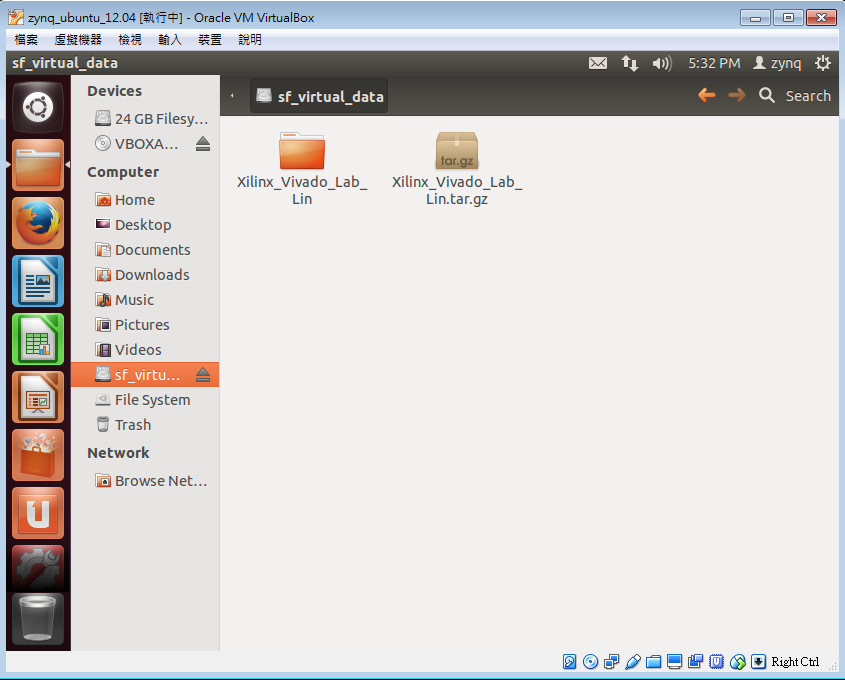 zynq_ubuntu_12.04 [執行中] - Oracle VM VirtualBox
檔案 虛擬機器 檢視 輸入 裝置 說明
sf_virtual_data 5:32 PM zynq
Devices
24 GB Filesy...
VBOXA...
Computer
Home
Desktop
Documents
Downloads
Music
Pictures
Videos
sf_virtu...
File System
Trash
Network
Browse Net...
sf_virtual_data Search
Xilinx_Vivado_Lab_
Lin
tar.gz
Xilinx_Vivado_Lab_
Lin.tar.gz
Right Ctrl